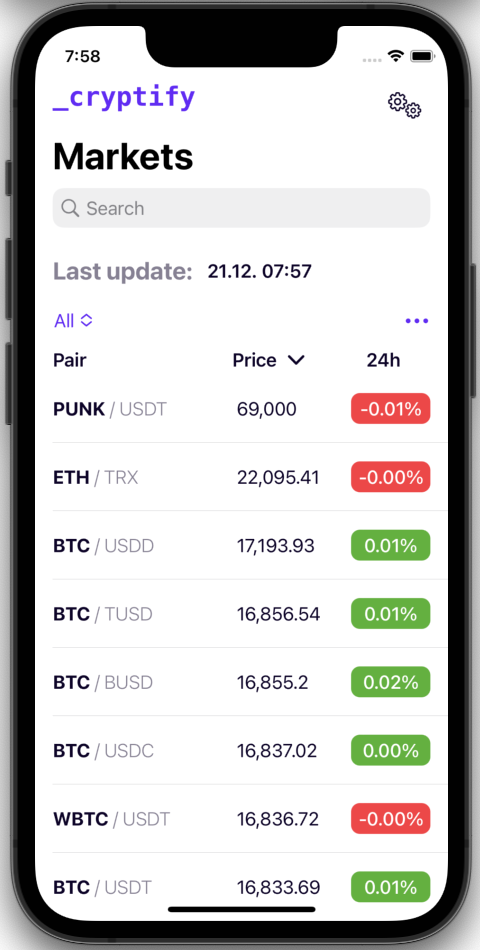 7:58
_cryptify
Markets
Search
Last update: 21.12. 07:57
All
Pair Price 24h
PUNK / USDT 69,000 -0.01%
ETH / TRX 22,095.41 -0.00%
BTC / USDD 17,193.93 0.01%
BTC / TUSD 16,856.54 0.01%
BTC / BUSD 16,855.2 0.02%
BTC / USDC 16,837.02 0.00%
WBTC / USDT 16,836.72 -0.00%
BTC / USDT 16,833.69 0.01%